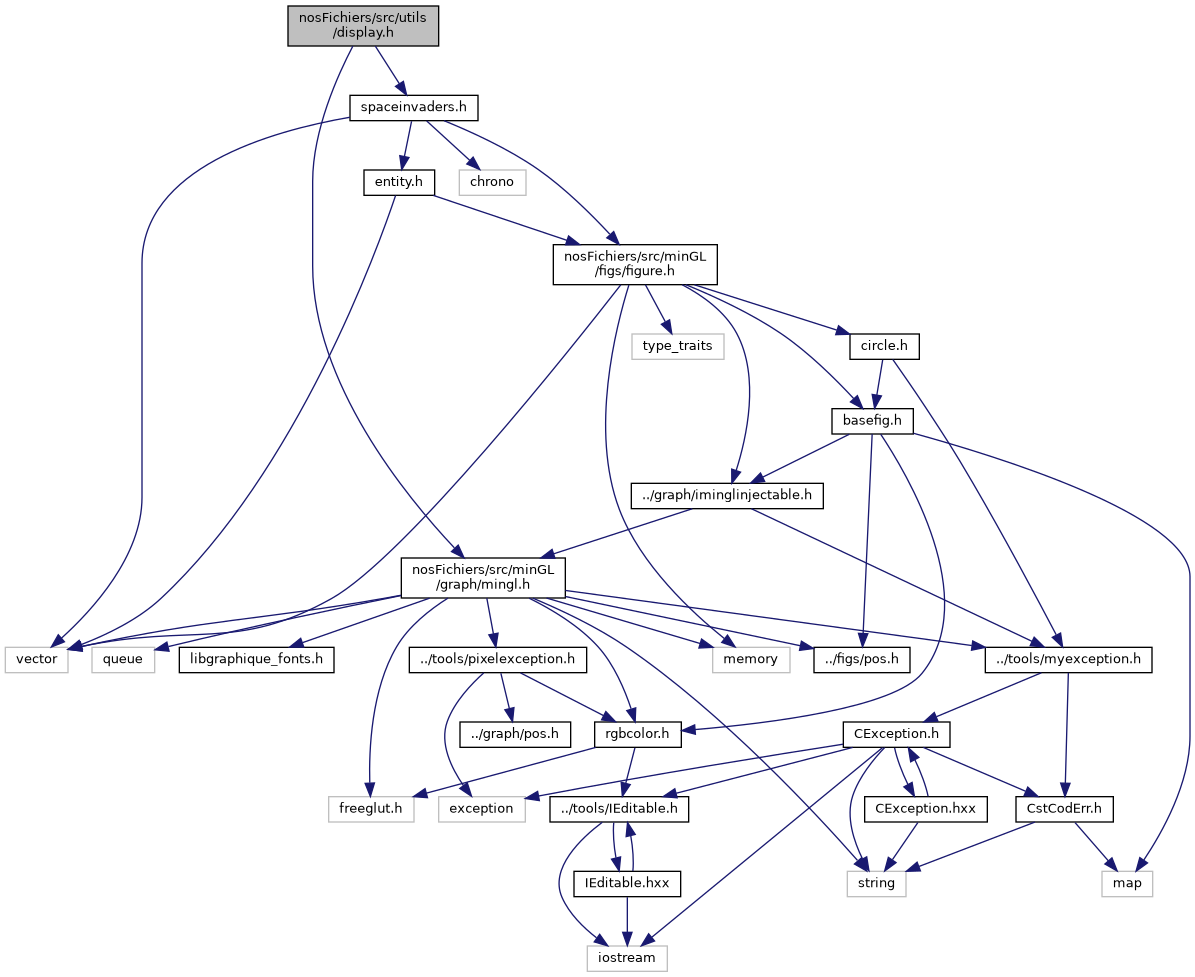 nosFichiers/src/utils
/display.h
spaceinvaders.h
entity.h
chrono
nosFichiers/src/minGL
/figs/figure.h
type_traits
circle.h
basefig.h
../graph/iminglinjectable.h
nosFichiers/src/minGL
/graph/mingl.h
vector
queue
libgraphique_fonts.h
../tools/pixelexception.h
memory
../figs/pos.h
../tools/myexception.h
../graph/pos.h
rgbcolor.h
CException.h
freeglut.h
exception
../tools/IEditable.h
CException.hxx
CstCodErr.h
IEditable.hxx
string
map
iostream